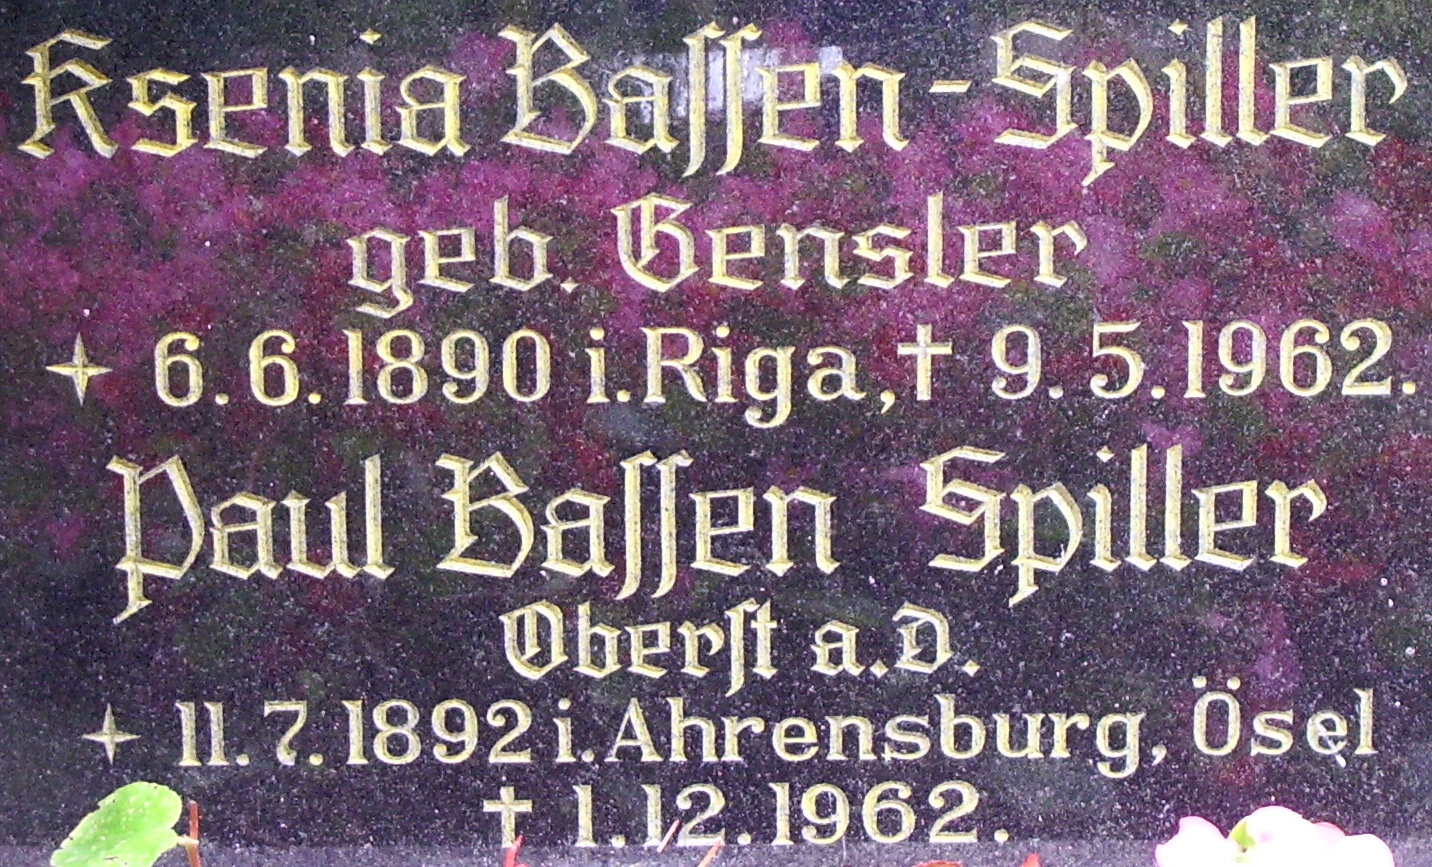 Ksenia Baſſen-Spiller
geb. Gensler
✦ 6.6.1890 i.Riga, † 9.5.1962.
Paul Baſſen Spiller
Oberſt a.D.
✦ 11.7.1892 i.Ahrensburg, Ösel
† 1.12.1962.